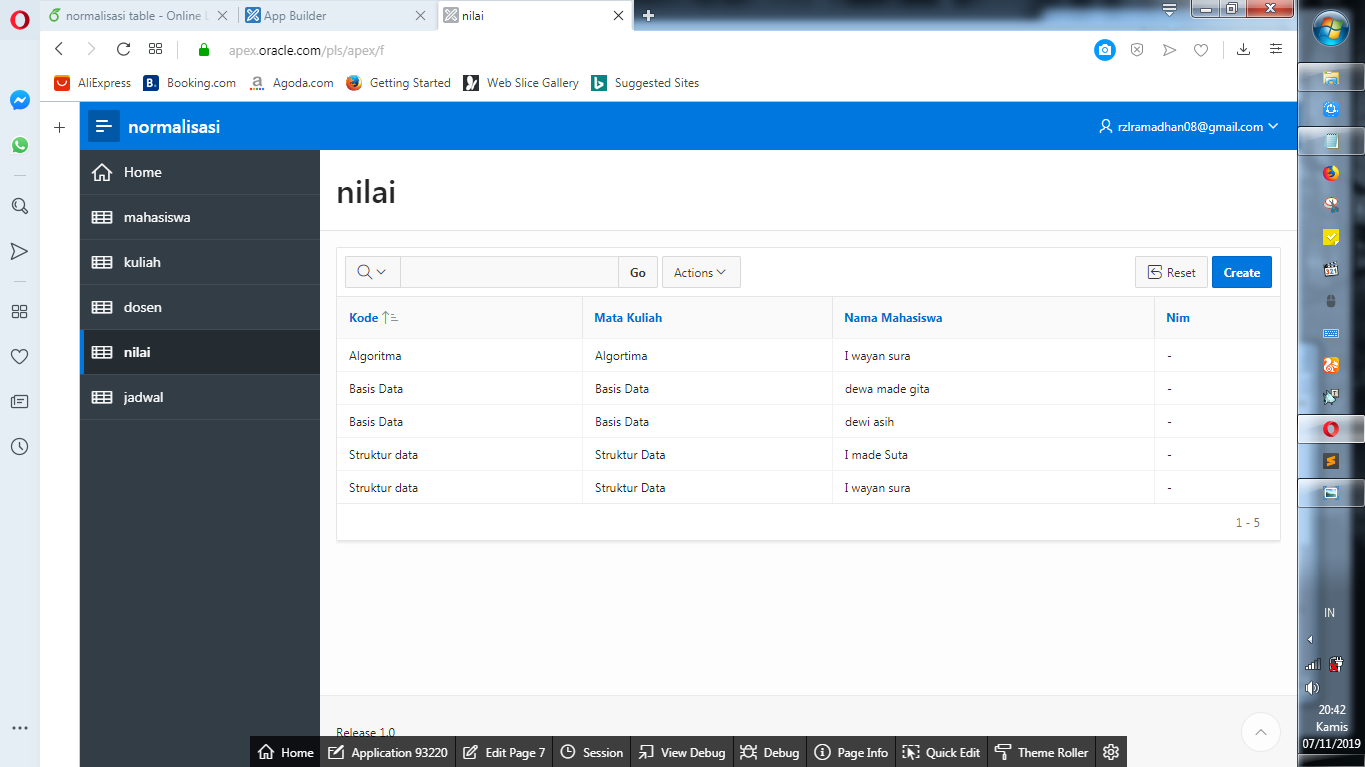 normalisasi table - Online L
App Builder
nilai
apex.oracle.com/pls/apex/f
AliExpress Booking.com Agoda.com Getting Started Web Slice Gallery Suggested Sites
normalisasi
rzlramadhan08@gmail.com
Home
mahasiswa
kuliah
dosen
nilai
jadwal
nilai
Go Actions Reset Create
Kode Mata Kuliah Nama Mahasiswa Nim
Algoritma Algortima I wayan sura -
Basis Data Basis Data dewa made gita -
Basis Data Basis Data dewi asih -
Struktur data Struktur Data I made Suta -
Struktur data Struktur Data I wayan sura -
1 - 5
Release 1.0
Home Application 93220 Edit Page 7 Session View Debug Debug Page Info Quick Edit Theme Roller
IN
20:42
Kamis
07/11/2019